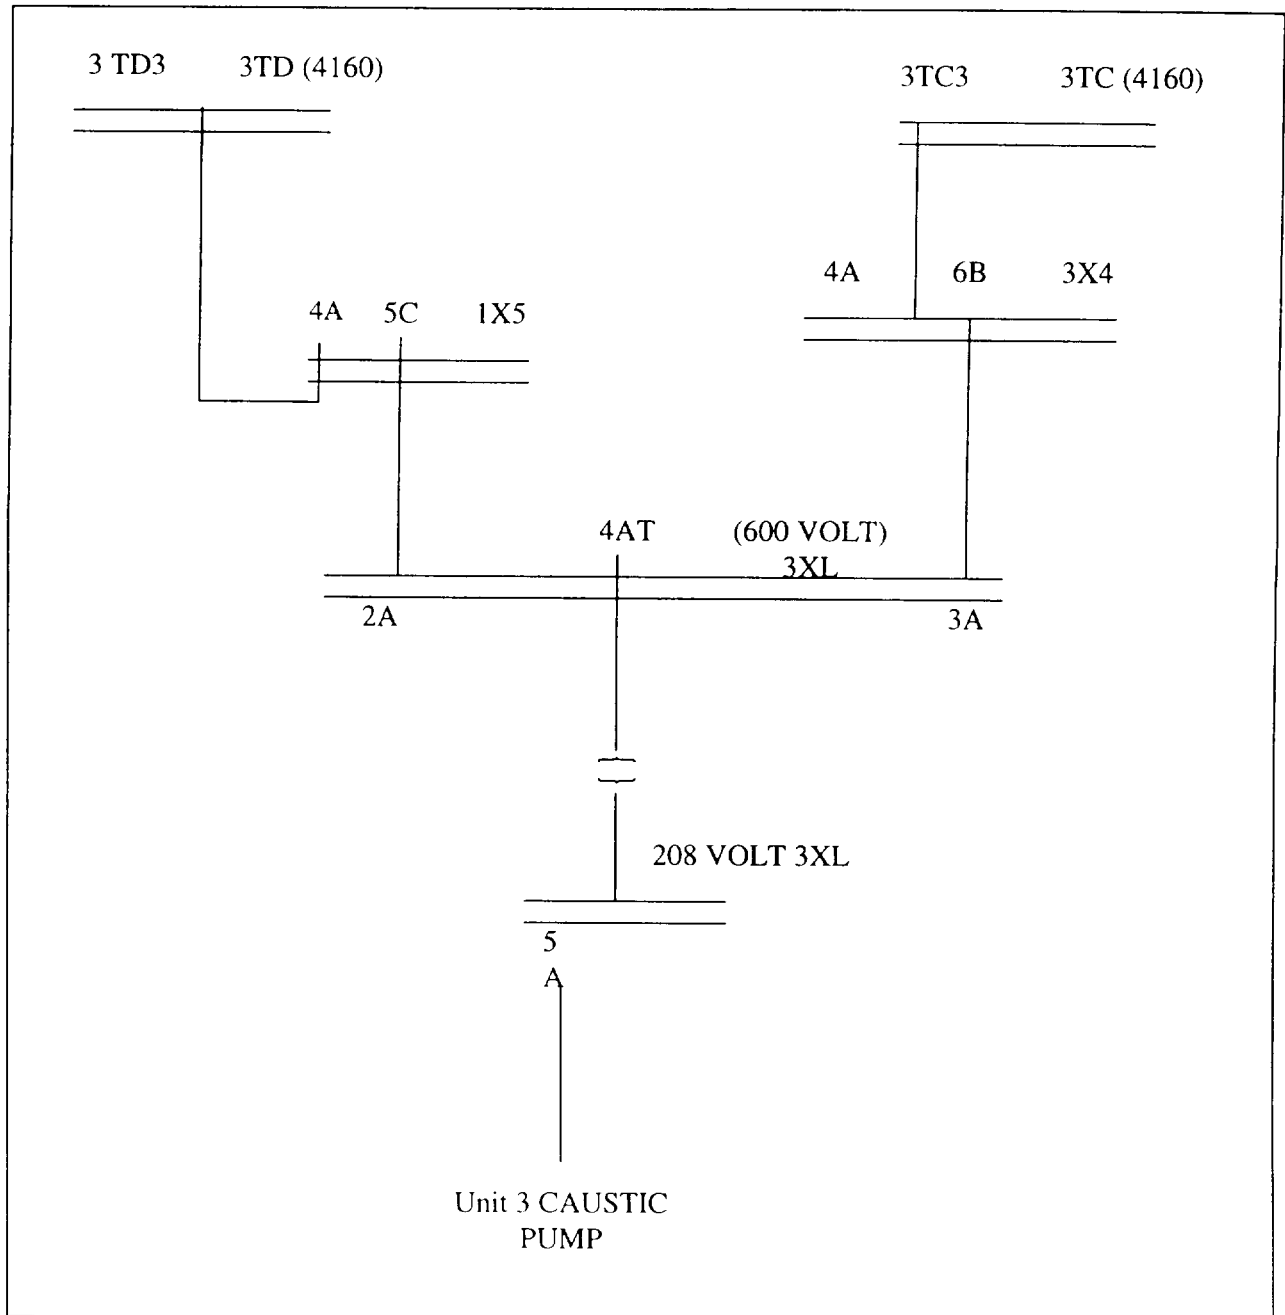 3 TD3 3TD (4160)
3TC3 3TC (4160)
4A 6B 3X4
4A 5C 1X5
4AT (600 VOLT)
3XL
2A 3A
208 VOLT 3XL
5
A
Unit 3 CAUSTIC
PUMP